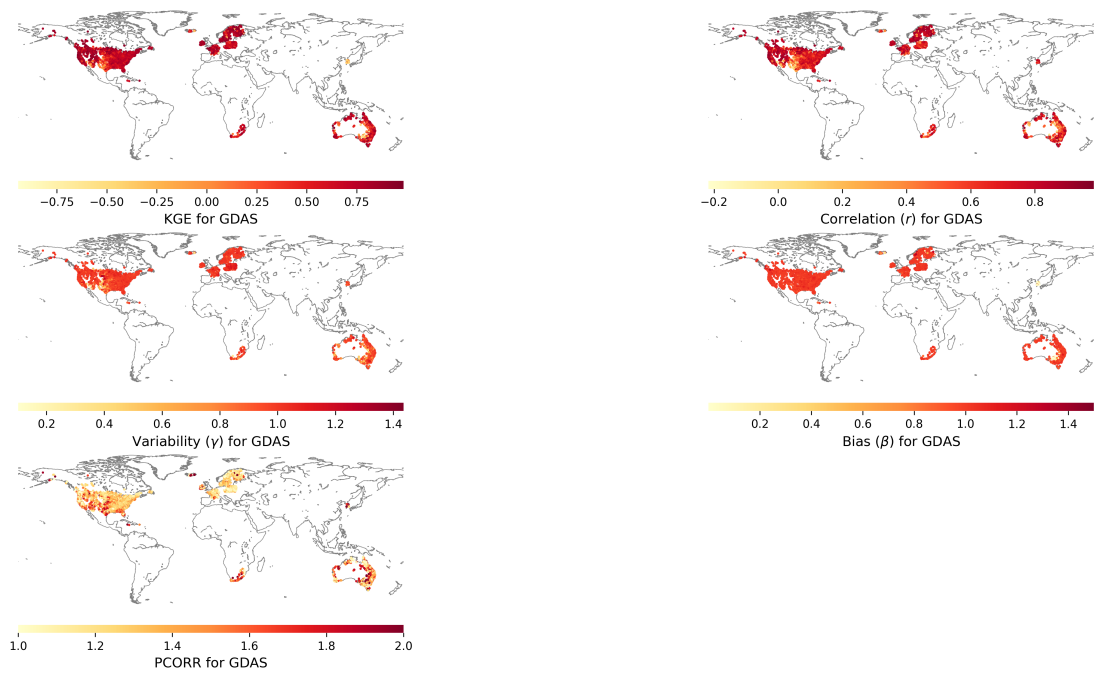 −0.75 −0.50 −0.25 0.00 0.25 0.50 0.75
KGE for GDAS
−0.2 0.0 0.2 0.4 0.6 0.8
Correlation (r) for GDAS
0.2 0.4 0.6 0.8 1.0 1.2 1.4
Variability (γ) for GDAS
0.2 0.4 0.6 0.8 1.0 1.2 1.4
Bias (β) for GDAS
1.0 1.2 1.4 1.6 1.8 2.0
PCORR for GDAS